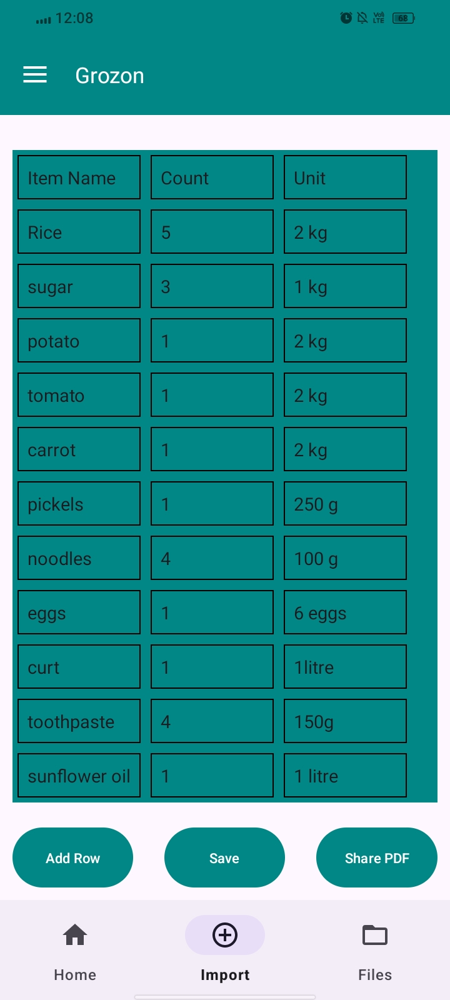 12:08 Vo) LTE 68
Grozon
Item Name Count Unit
Rice 5 2 kg
sugar 3 1 kg
potato 1 2 kg
tomato 1 2 kg
carrot 1 2 kg
pickels 1 250 g
noodles 4 100 g
eggs 1 6 eggs
curt 1 1litre
toothpaste 4 150g
sunflower oil 1 1 litre
Add Row Save Share PDF
Home Import Files